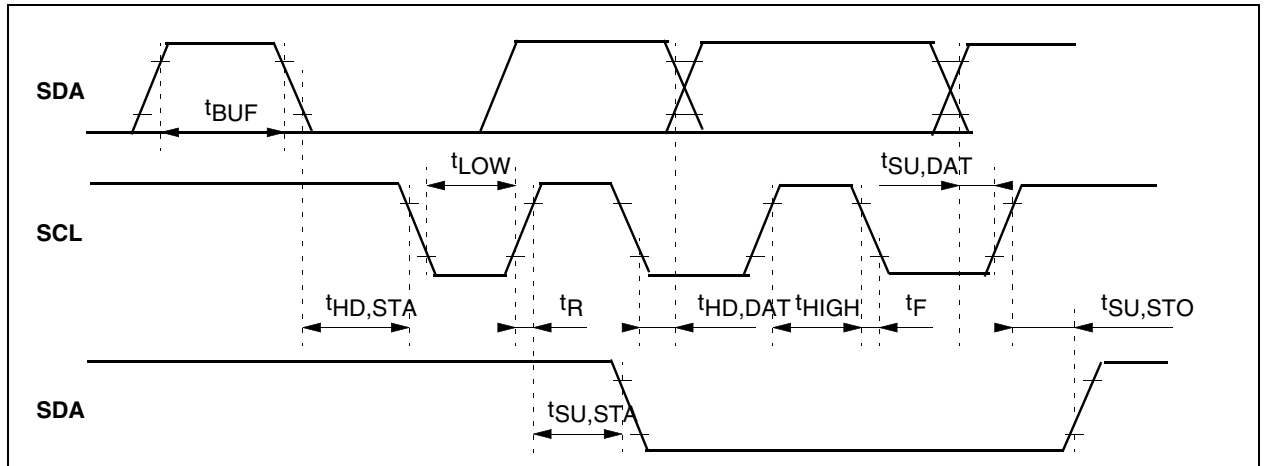 SDA
tBUF
tLOW
tSU,DAT
SCL
tHD,STA
tR
tHD,DAT
tHIGH
tF
tSU,STO
SDA
tSU,STA